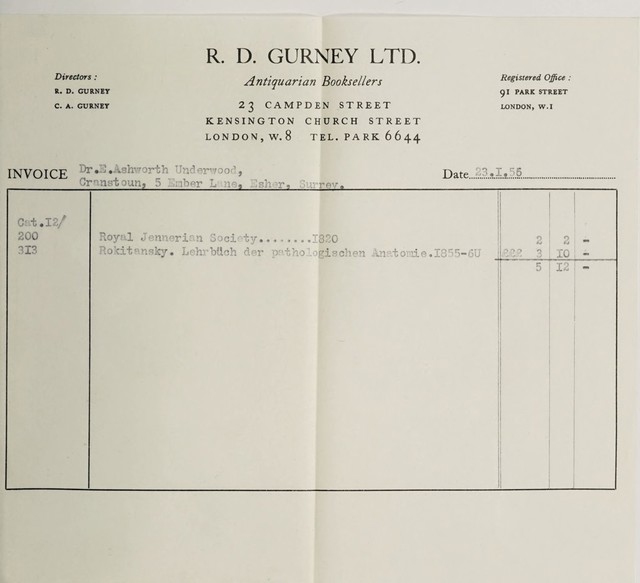 R. D. GURNEY LTD.
Antiquarian Booksellers
23 CAMPDEN STREET
KENSINGTON CHURCH STREET
LONDON, W.8 TEL. PARK 6644
Directors :
R. D. GURNEY
C. A. GURNEY
Registered Office :
91 PARK STREET
LONDON, W.1
INVOICE Dr.E.Ashworth Underwood,
Cranstoun, 5 Ember Lane, Esher, Surrey.
Date 23.I.56
Cat.I2/
200 Royal Jennerian Society........I820 2 2 -
3I3 Rokitansky. Lehrbüch der pathologischen Anatomie.I855-6U 3 IO -
5 I2 -